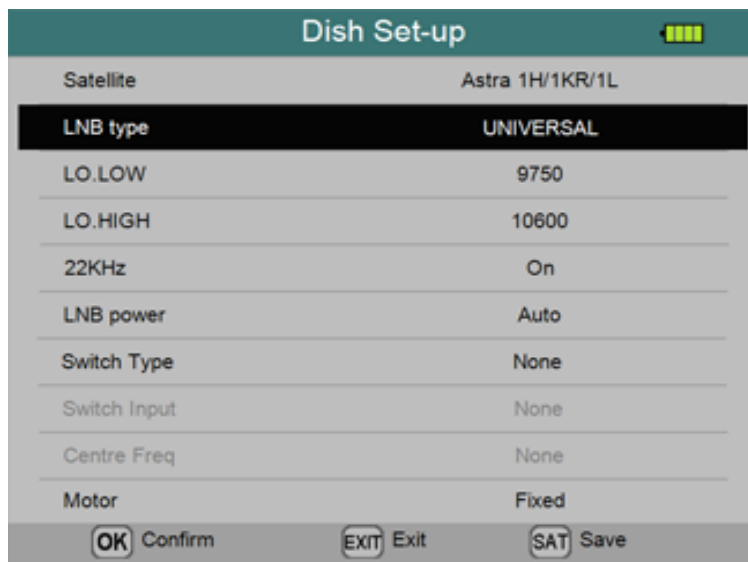 Dish Set-up
Satellite Astra 1H/1KR/1L
LNB type UNIVERSAL
LO.LOW 9750
LO.HIGH 10600
22KHz On
LNB power Auto
Switch Type None
Switch Input None
Centre Freq None
Motor Fixed
OK Confirm EXIT Exit SAT Save